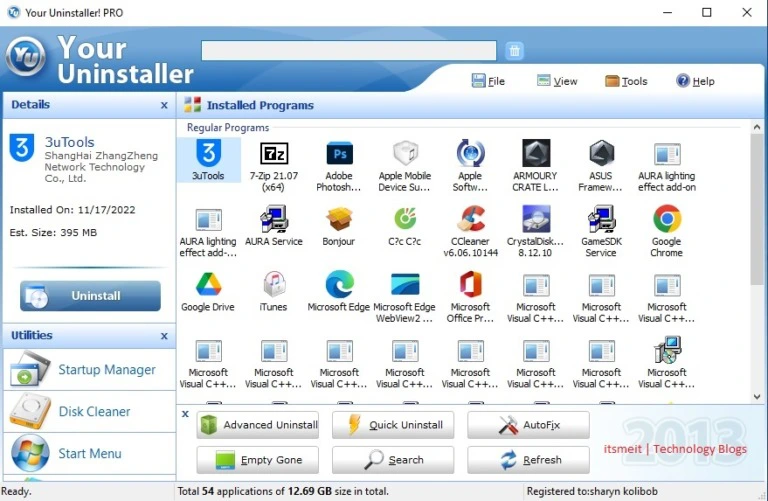 Your Uninstaller! PRO
Your
Uninstaller
YU
File
View
Tools
Help
Details x
3uTools
ShangHai ZhangZheng
Network Technology
Co., Ltd.
Installed On: 11/17/2022
Est. Size: 395 MB
Uninstall
Utilities x
Startup Manager
Disk Cleaner
Start Menu
Installed Programs
Regular Programs
3uTools
7-Zip 21.07
(x64)
Adobe
Photosh...
Apple Mobile
Device Su...
Apple
Softw...
ARMOURY
CRATE L...
ASUS
Framew...
AURA lighting
effect add-on
AURA lighting
effect add-...
AURA Service
Bonjour
C?c C?c
CCleaner
v6.06.10144
CrystalDisk...
8.12.10
GameSDK
Service
Google
Chrome
Google Drive
iTunes
Microsoft Edge
Microsoft Edge
WebView2 ...
Microsoft
Office Pr...
Microsoft
Visual C++...
Microsoft
Visual C++...
Microsoft
Visual C++...
Microsoft
Visual C++...
Microsoft
Visual C++...
Microsoft
Visual C++...
Microsoft
Visual C++...
Microsoft
Visual C++...
Microsoft
Visual C++...
Microsoft
Visual C++...
Microsoft
Visual C++...
x
Advanced Uninstall
Quick Uninstall
AutoFix
Empty Gone
Search
Refresh
2013
itsmeit | Technology Blogs
Ready.
Total 54 applications of 12.69 GB size in total.
Registered to:sharyn kolibob